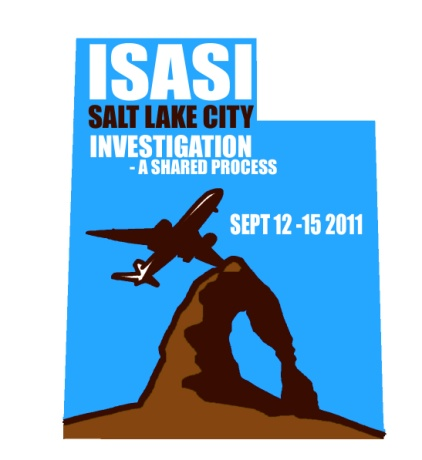 ISASI
SALT LAKE CITY
INVESTIGATION
- A SHARED PROCESS
SEPT 12 -15 2011